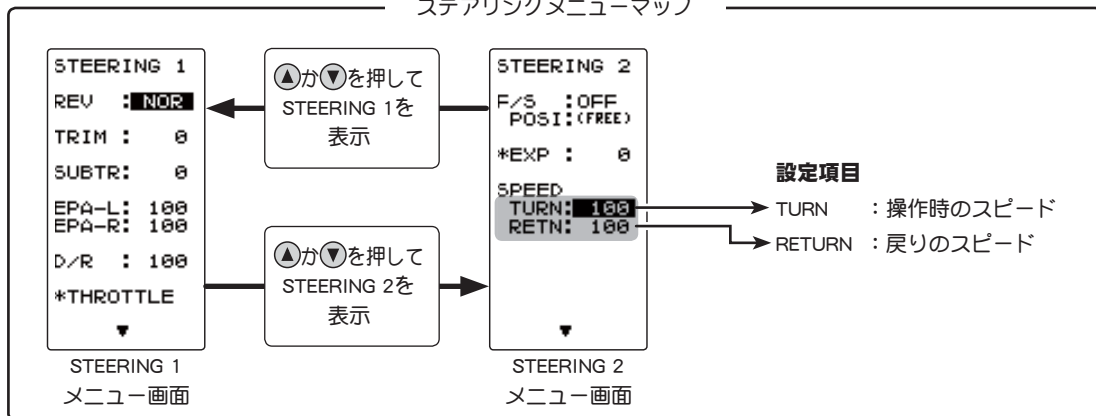 ステアリングメニューマップ
STEERING 1
REV : NOR
TRIM : 0
SUBTR: 0
EPA-L: 100
EPA-R: 100
D/R : 100
*THROTTLE
▼
STEERING 1
メニュー画面
▲か▼を押して
STEERING 1を
表示
▲か▼を押して
STEERING 2を
表示
STEERING 2
F/S :OFF
POSI:(FREE)
*EXP : 0
SPEED
TURN: 100
RETN: 100
▼
STEERING 2
メニュー画面
設定項目
TURN :操作時のスピード
RETURN :戻りのスピード